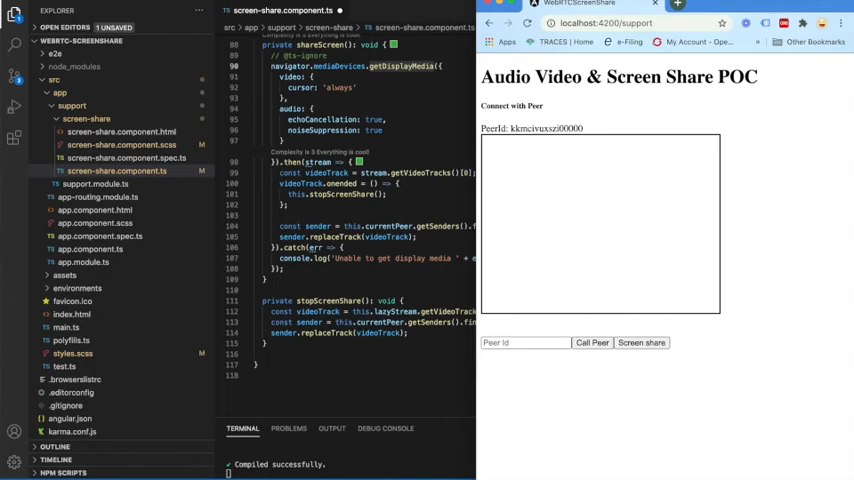 EXPLORER
OPEN EDITORS 1 UNSAVED
WEBRTC-SCREENSHARE
e2e
node_modules
src
app
support
screen-share
screen-share.component.html
screen-share.component.scss M
screen-share.component.spec.ts
screen-share.component.ts M
support.module.ts
app-routing.module.ts
app.component.html
app.component.scss
app.component.spec.ts
app.component.ts
app.module.ts
assets
environments
favicon.ico
index.html
main.ts
polyfills.ts
styles.scss M
test.ts
.browserslistrc
.editorconfig
.gitignore
angular.json
karma.conf.js
OUTLINE
TIMELINE
NPM SCRIPTS
3
screen-share.component.ts
src > app > support > screen-share > screen-share.component.ts
Complexity is 3 Everything is cool!
88 private shareScreen(): void {
89 // @ts-ignore
90 navigator.mediaDevices.getDisplayMedia({
91 video: {
92 cursor: 'always'
93 },
94 audio: {
95 echoCancellation: true,
96 noiseSuppression: true
97 }
Complexity is 3 Everything is cool!
98 }).then(stream => {
99 const videoTrack = stream.getVideoTracks()[0];
100 videoTrack.onended = () => {
101 this.stopScreenShare();
102 };
103
104 const sender = this.currentPeer.getSenders().fi
105 sender.replaceTrack(videoTrack);
106 }).catch(err => {
107 console.log('Unable to get display media ' + e
108 });
109 }
110
111 private stopScreenShare(): void {
112 const videoTrack = this.lazyStream.getVideoTrack
113 const sender = this.currentPeer.getSenders().fin
114 sender.replaceTrack(videoTrack);
115 }
116
117 }
118
TERMINAL PROBLEMS OUTPUT DEBUG CONSOLE
✔ Compiled successfully.
WebRTCScreenShare
localhost:4200/support
Apps TRACES | Home e-Filing My Account - Open... » Other Bookmarks
Audio Video & Screen Share POC
Connect with Peer
PeerId: kkmcivuxszi00000
Peer Id Call Peer Screen share